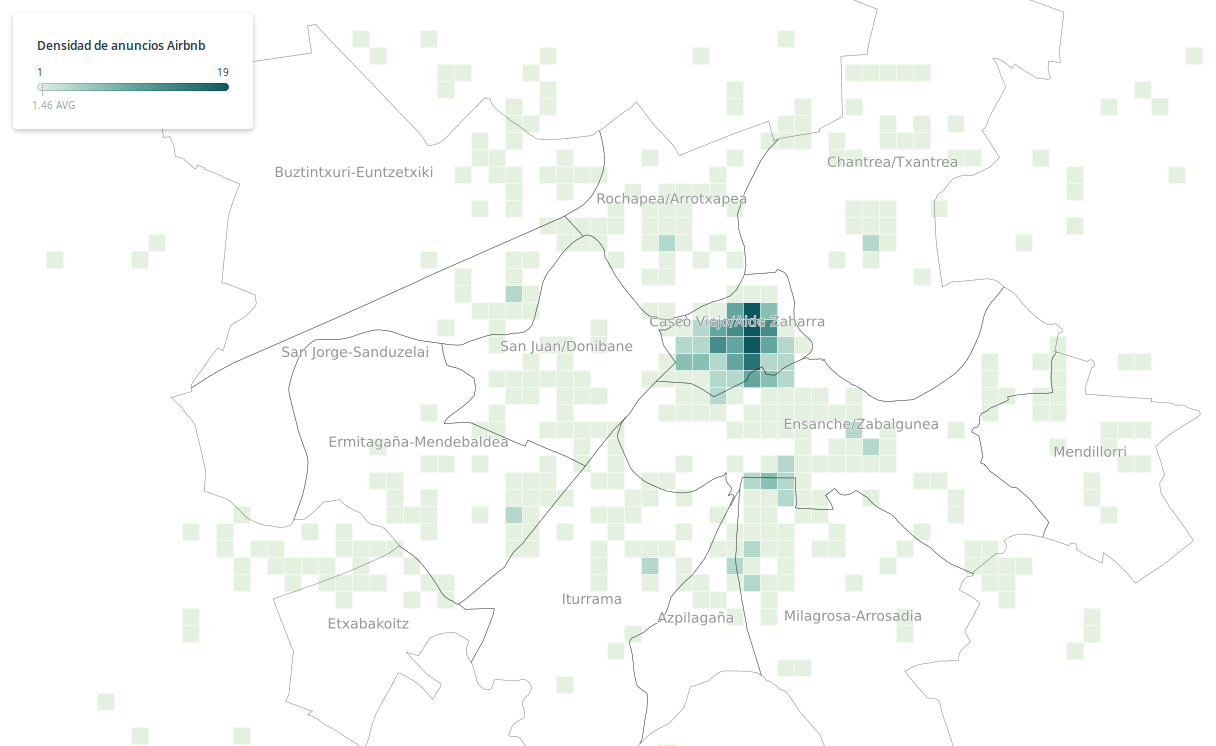 Densidad de anuncios Airbnb
1 19
1.46 AVG
Buztintxuri-Euntzetxiki
Chantrea/Txantrea
Rochapea/Arrotxapea
Casco Viejo/Alde Zaharra
San Jorge-Sanduzelai
San Juan/Donibane
Ensanche/Zabalgunea
Ermitagaña-Mendebaldea
Mendillorri
Iturrama
Azpilagaña
Milagrosa-Arrosadia
Etxabakoitz